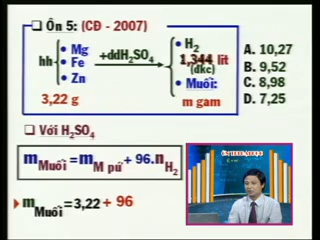 ❑ Ôn 5: (CĐ - 2007)
hh • Mg
• Fe
• Zn
+ddH₂SO₄
• H₂
1,344 lít
(đkc)
• Muối:
m gam
3,22 g
A. 10,27
B. 9,52
C. 8,98
D. 7,25
❑ Với H₂SO₄
mMuối = mM pứ + 96.nH₂
mMuối = 3,22 + 96